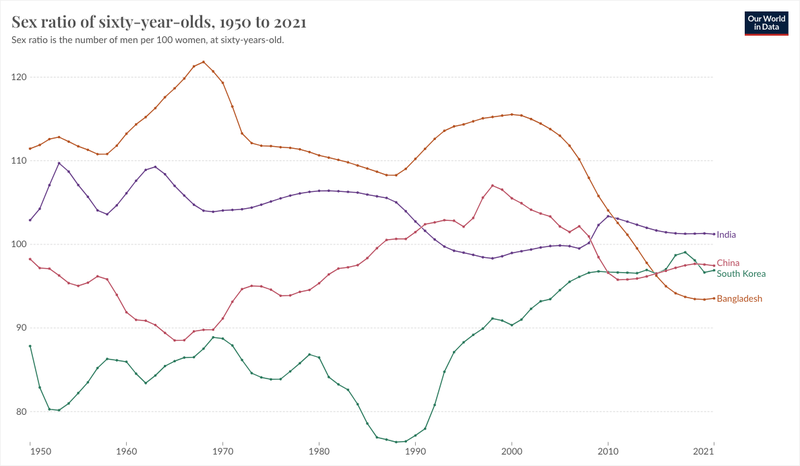 Sex ratio of sixty-year-olds, 1950 to 2021
Sex ratio is the number of men per 100 women, at sixty-years-old.
Our World
in Data
120
110
100
90
80
India
China
South Korea
Bangladesh
1950
1960
1970
1980
1990
2000
2010
2021